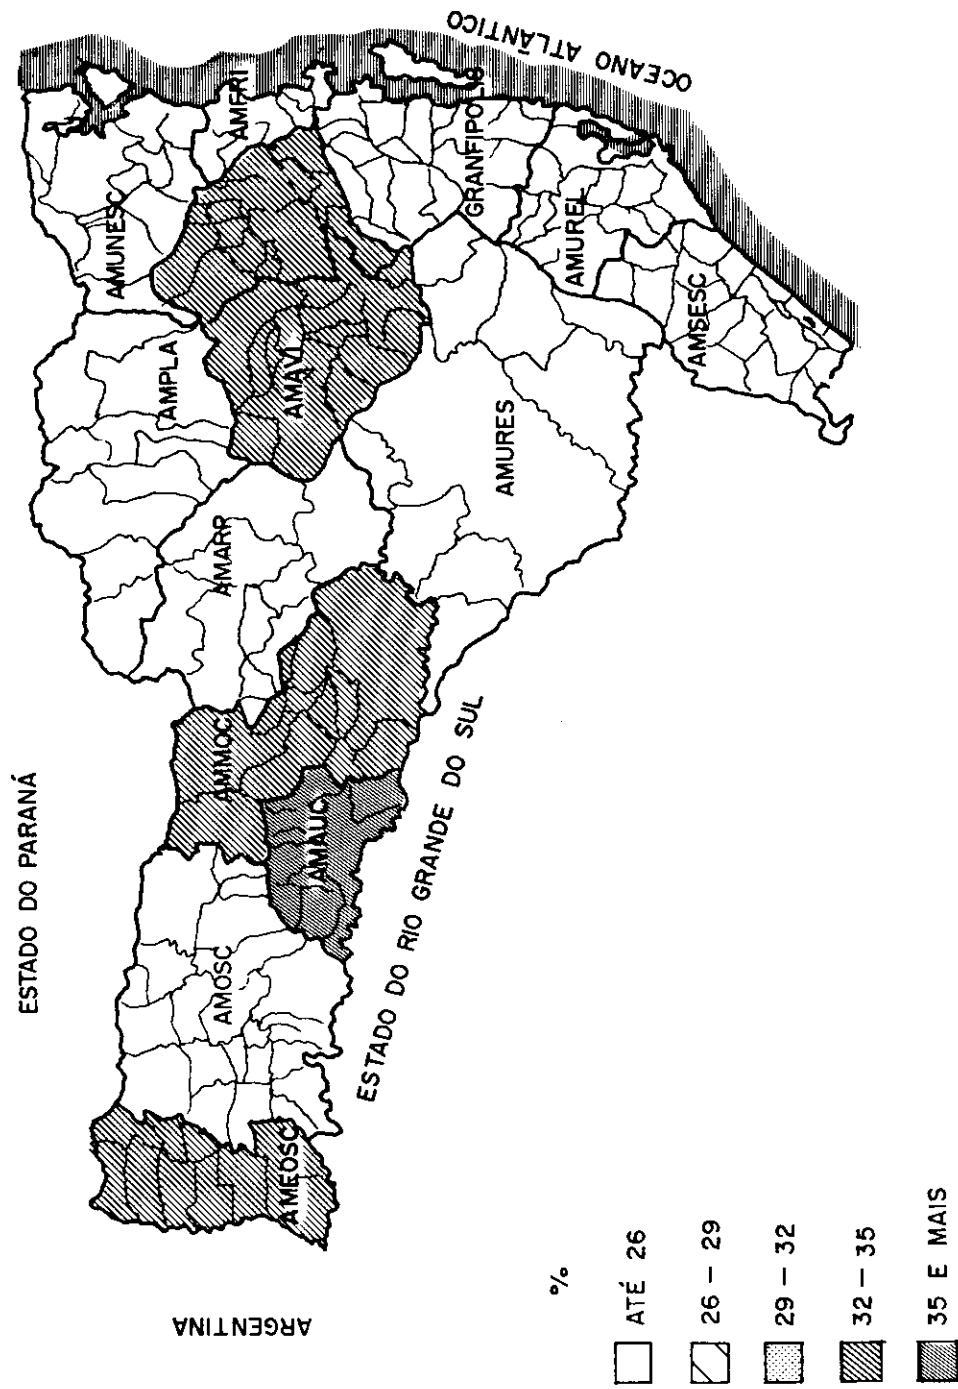 ESTADO DO PARANÁ
ARGENTINA
AMEOSC
AMOSC
AMMOC
AMAUC
AMARP
AMPLA
AMUNESC
AMFRI
AMAVI
GRANFIPOLIS
AMURES
AMUREL
AMSESC
OCEANO ATLÂNTICO
ESTADO DO RIO GRANDE DO SUL
%
ATÉ 26
26 – 29
29 – 32
32 – 35
35 E MAIS